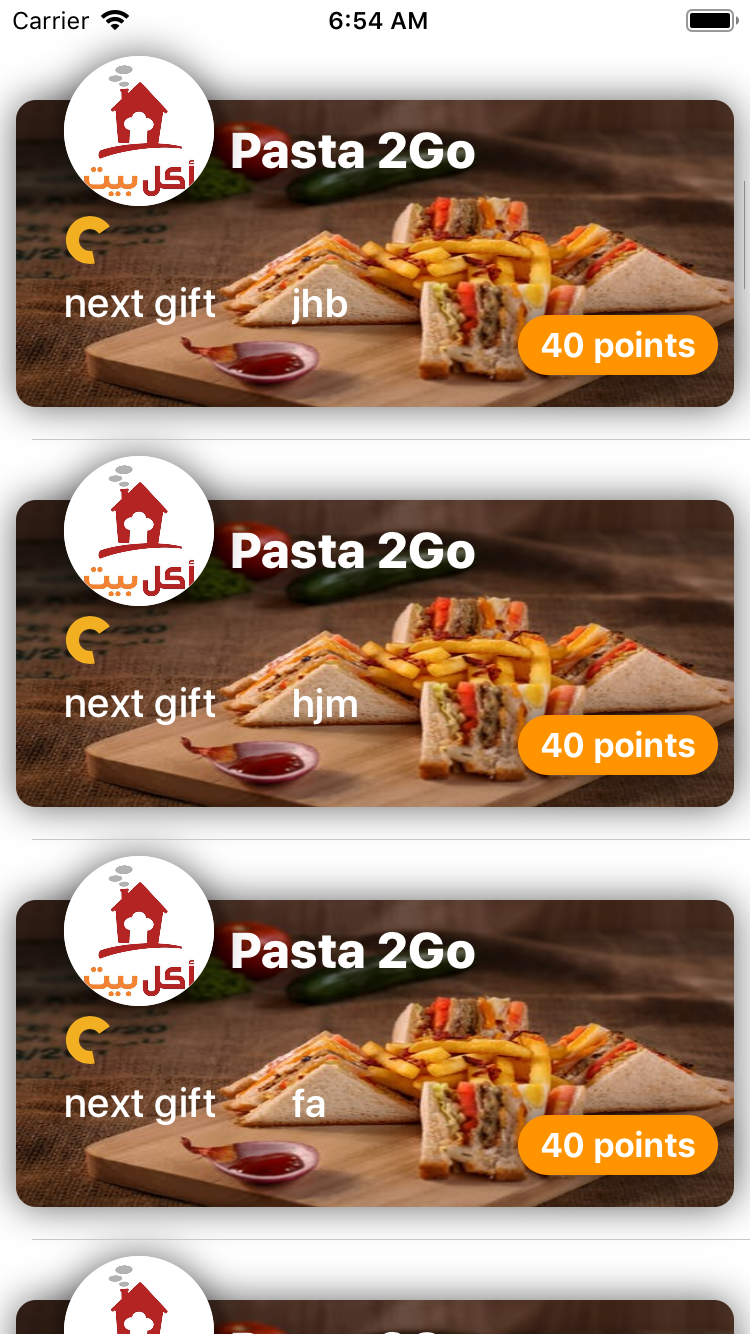 Carrier 6:54 AM
أكل بيت
Pasta 2Go
next gift jhb
40 points
أكل بيت
Pasta 2Go
next gift hjm
40 points
أكل بيت
Pasta 2Go
next gift fa
40 points